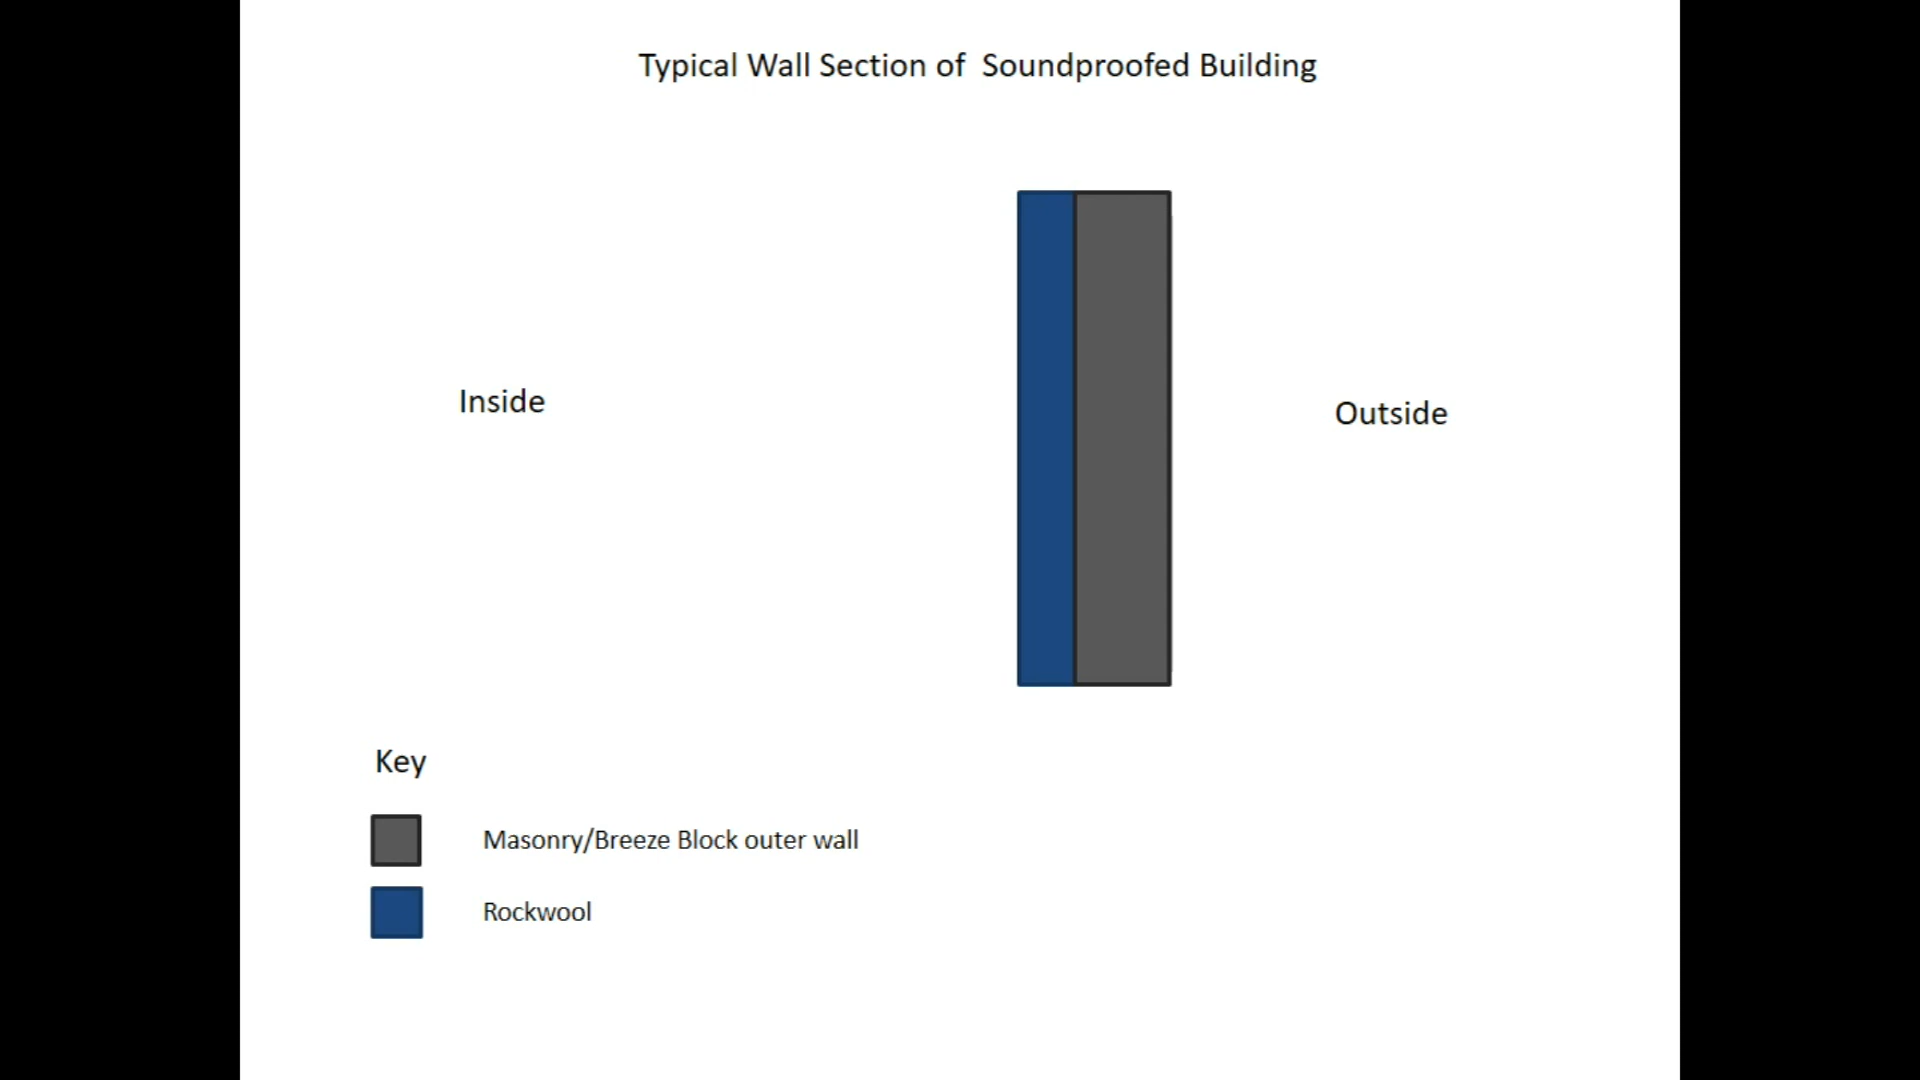 Typical Wall Section of  Soundproofed Building
Inside
Outside
Key
Masonry/Breeze Block outer wall
Rockwool